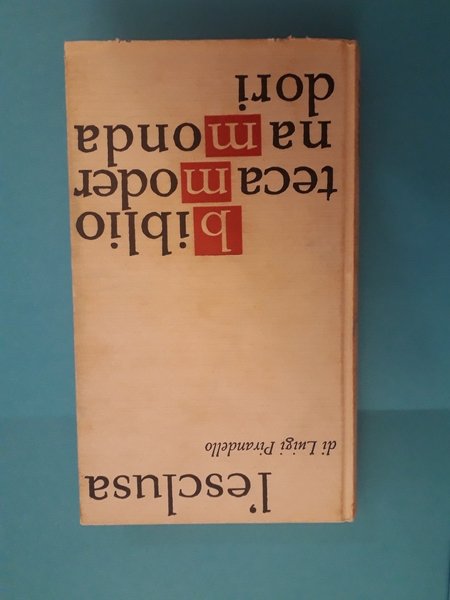 l'esclusa
di Luigi Pirandello
biblio
teca moder
na monda
dori